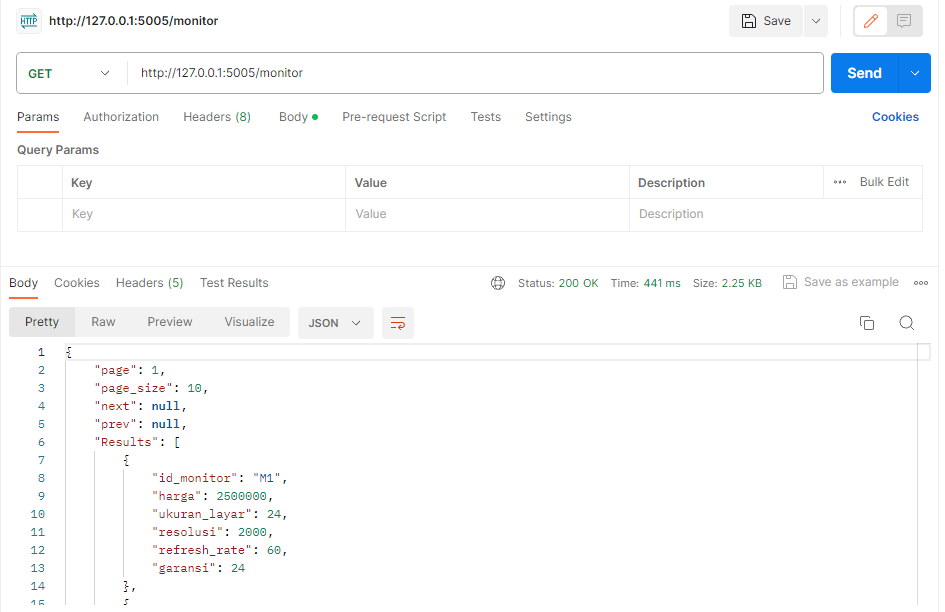 HTTP http://127.0.0.1:5005/monitor Save
GET http://127.0.0.1:5005/monitor Send
Params Authorization Headers (8) Body Pre-request Script Tests Settings Cookies
Query Params
Key Value Description ••• Bulk Edit
Key Value Description
Body Cookies Headers (5) Test Results Status: 200 OK Time: 441 ms Size: 2.25 KB Save as example •••
Pretty Raw Preview Visualize JSON
1 {
2 "page": 1,
3 "page_size": 10,
4 "next": null,
5 "prev": null,
6 "Results": [
7 {
8 "id_monitor": "M1",
9 "harga": 2500000,
10 "ukuran_layar": 24,
11 "resolusi": 2000,
12 "refresh_rate": 60,
13 "garansi": 24
14 },
15 {